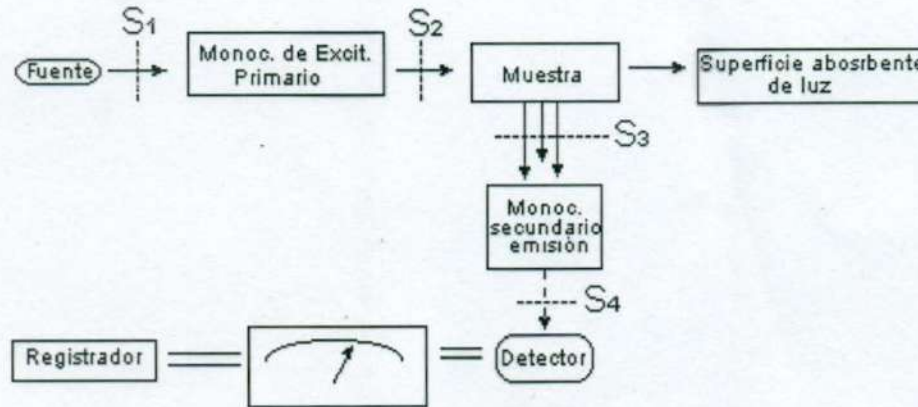 S1
S2
Fuente
Monoc. de Excit.
Primario
Muestra
Superficie abosrbente
de luz
S3
Monoc.
secundario
emisión
S4
Registrador
Detector